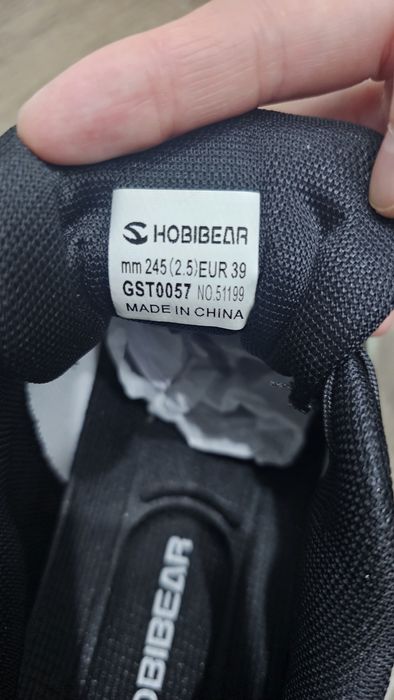 HOBIBEAR
mm 245(2.5)EUR 39
GST0057 NO.51199
MADE IN CHINA
HOBIBEAR